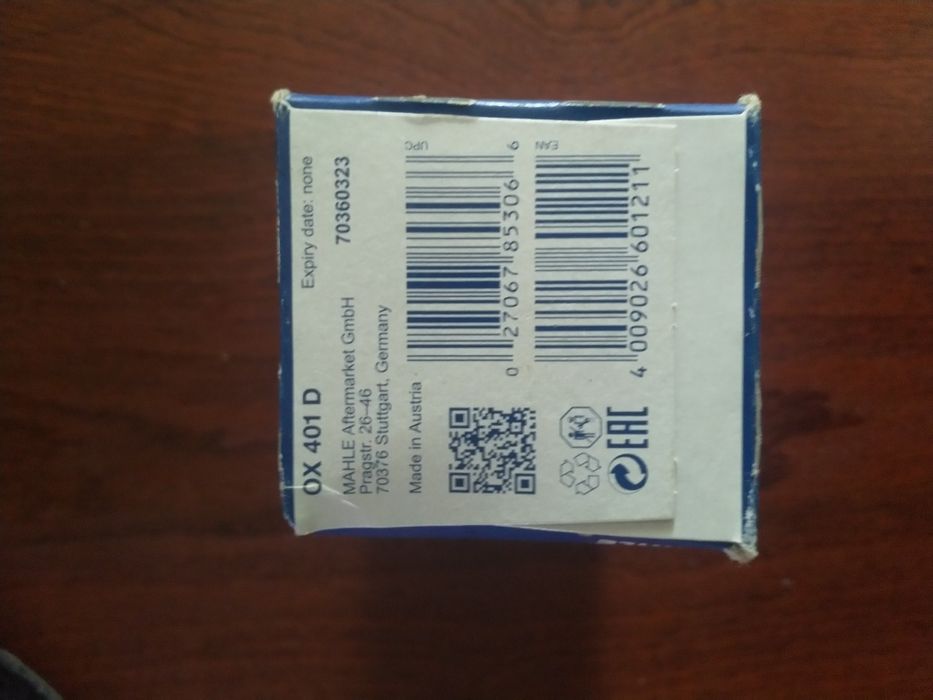 OX 401 D
Expiry date: none
MAHLE Aftermarket GmbH
70360323
Pragstr. 26–46
70376 Stuttgart, Germany
Made in Austria
UPC
0 27067 85306 9
EAN
4 009026 601211
EAC